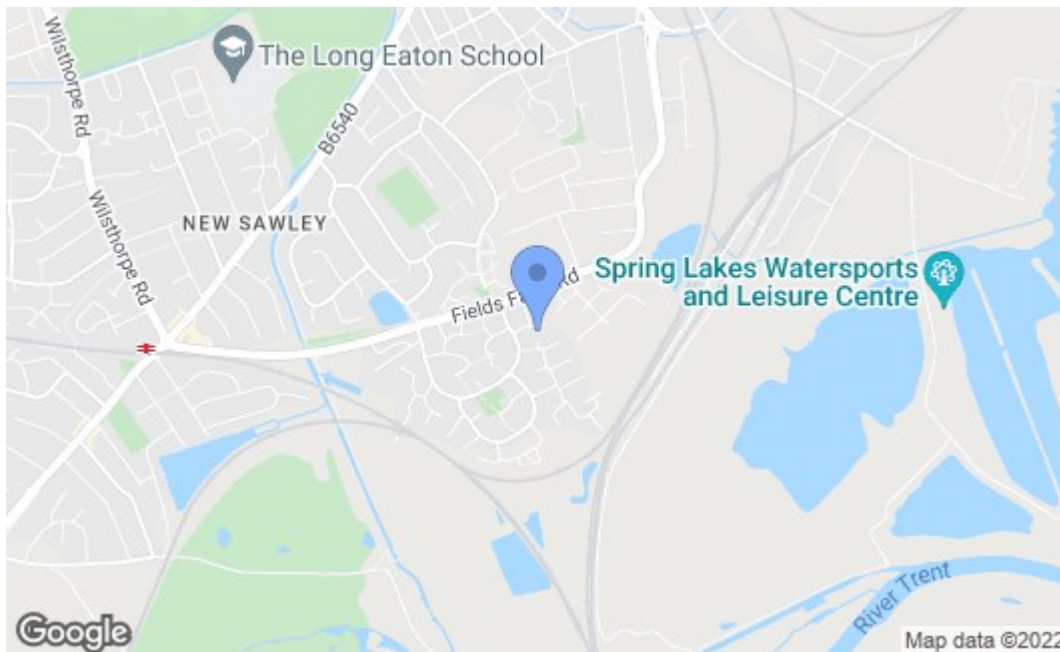 Wilsthorpe Rd
The Long Eaton School
B6540
Wilsthorpe Rd
NEW SAWLEY
Spring Lakes Watersports
and Leisure Centre
Fields Rd
River Trent
Google
Map data ©2022